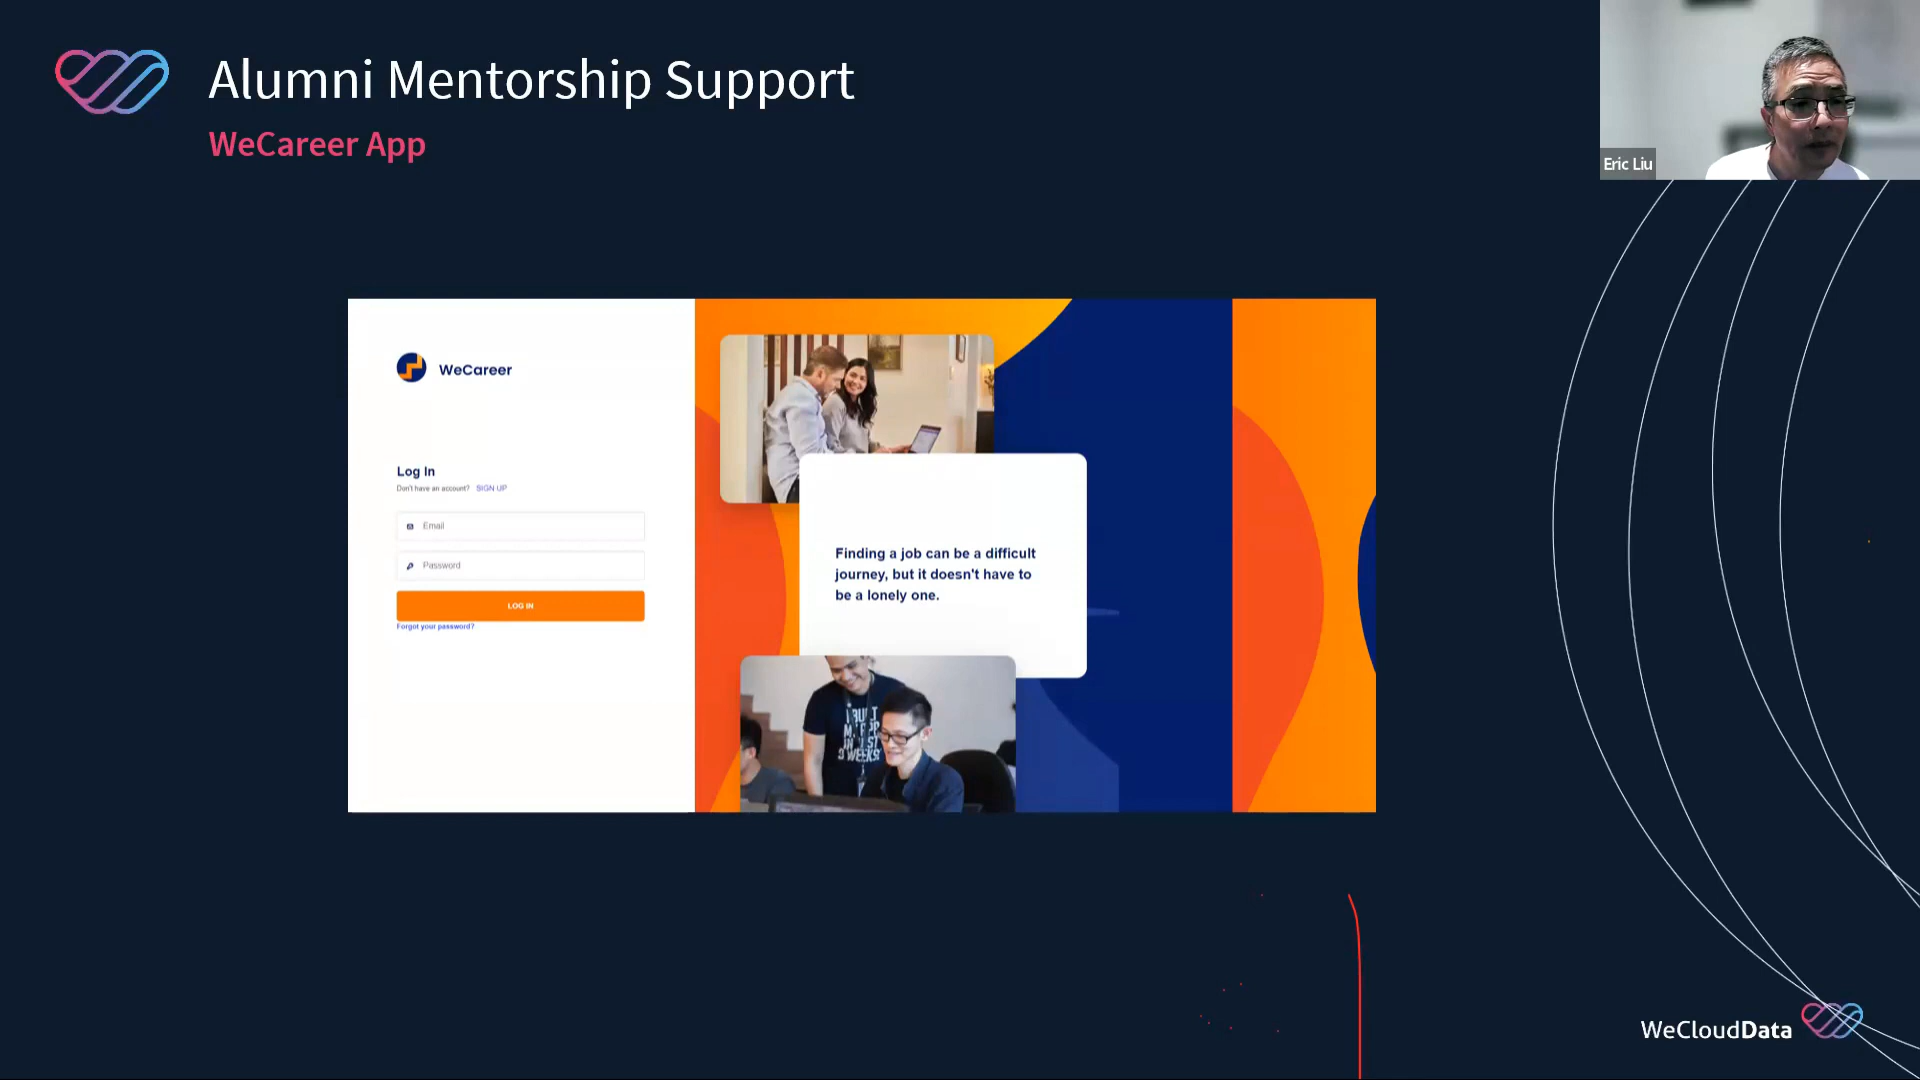 Alumni Mentorship Support
WeCareer App
Eric Liu
WeCareer
Log In
Don't have an account? SIGN UP
Email
Password
LOG IN
Forgot your password?
Finding a job can be a difficult
journey, but it doesn't have to
be a lonely one.
I BUILT
WEEKS
WeCloudData